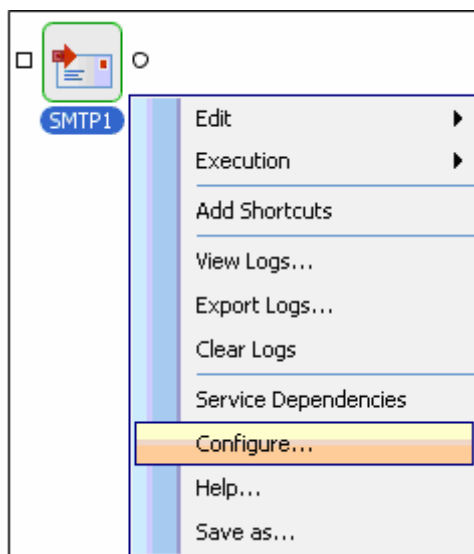 SMTP1
Edit
Execution
Add Shortcuts
View Logs...
Export Logs...
Clear Logs
Service Dependencies
Configure...
Help...
Save as...